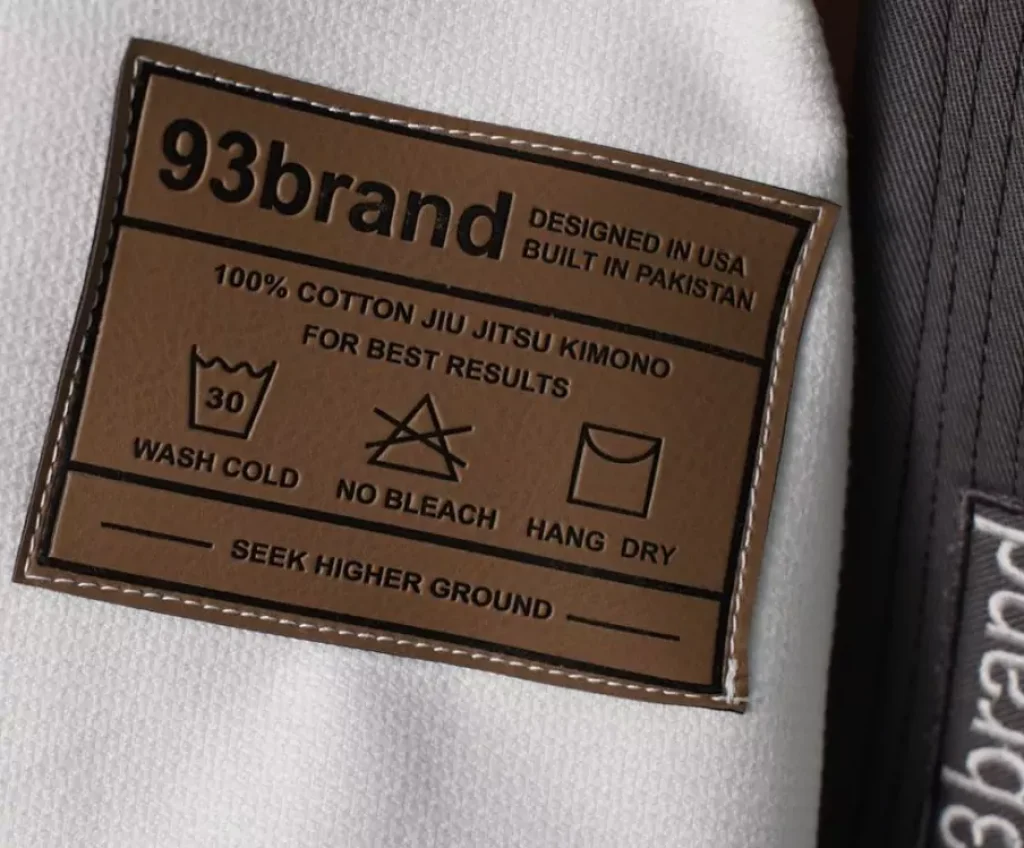 93brand
DESIGNED IN USA
BUILT IN PAKISTAN
100% COTTON JIU JITSU KIMONO
FOR BEST RESULTS
30
WASH COLD
NO BLEACH
HANG DRY
SEEK HIGHER GROUND
3brand